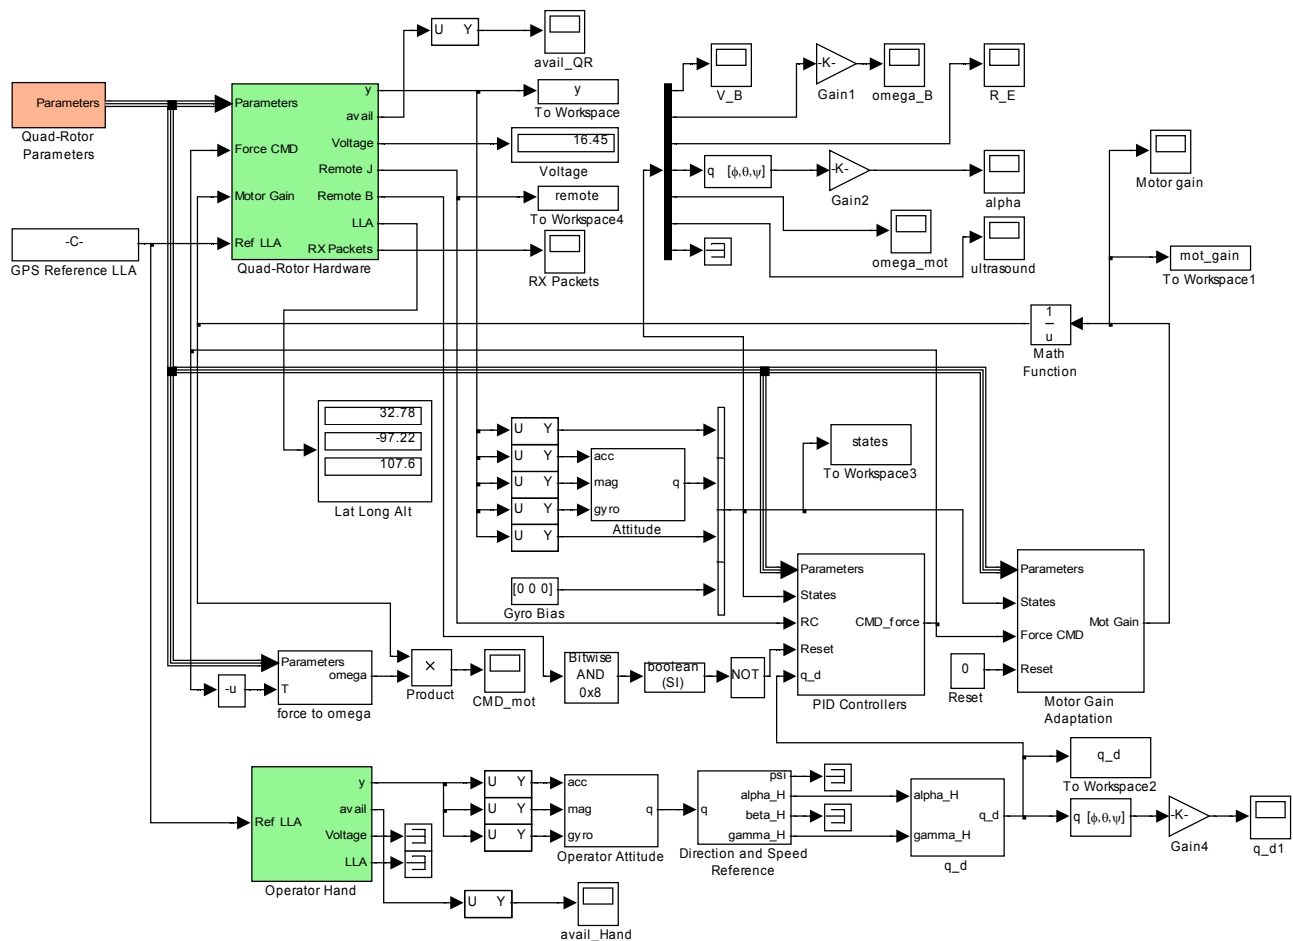 U Y
avail_QR
Parameters
Quad-Rotor
Parameters
Parameters
Force CMD
Motor Gain
Ref LLA
y
avail
Voltage
Remote J
Remote B
LLA
RX Packets
Quad-Rotor Hardware
y
To Workspace
16.45
Voltage
remote
To Workspace4
RX Packets
-C-
GPS Reference LLA
V_B
-K-
Gain1
omega_B
R_E
q [ϕ,θ,ψ]
-K-
Gain2
alpha
omega_mot
ultrasound
Motor gain
mot_gain
To Workspace1
1
u
Math
Function
32.78
-97.22
107.6
Lat Long Alt
U Y
U Y
U Y
U Y
U Y
acc
mag
gyro
q
Attitude
[0 0 0]
Gyro Bias
states
To Workspace3
Parameters
States
RC
Reset
q_d
CMD_force
PID Controllers
Parameters
States
Force CMD
Reset
Mot Gain
Motor Gain
Adaptation
0
Reset
Parameters
T
omega
force to omega
-u
×
Product
CMD_mot
Bitwise
AND
0x8
boolean
(SI)
NOT
Ref LLA
y
avail
Voltage
LLA
Operator Hand
U Y
U Y
U Y
acc
mag
gyro
q
Operator Attitude
q
psi
alpha_H
beta_H
gamma_H
Direction and Speed
Reference
alpha_H
gamma_H
q_d
q_d
q_d
To Workspace2
q [ϕ,θ,ψ]
-K-
Gain4
q_d1
U Y
avail_Hand